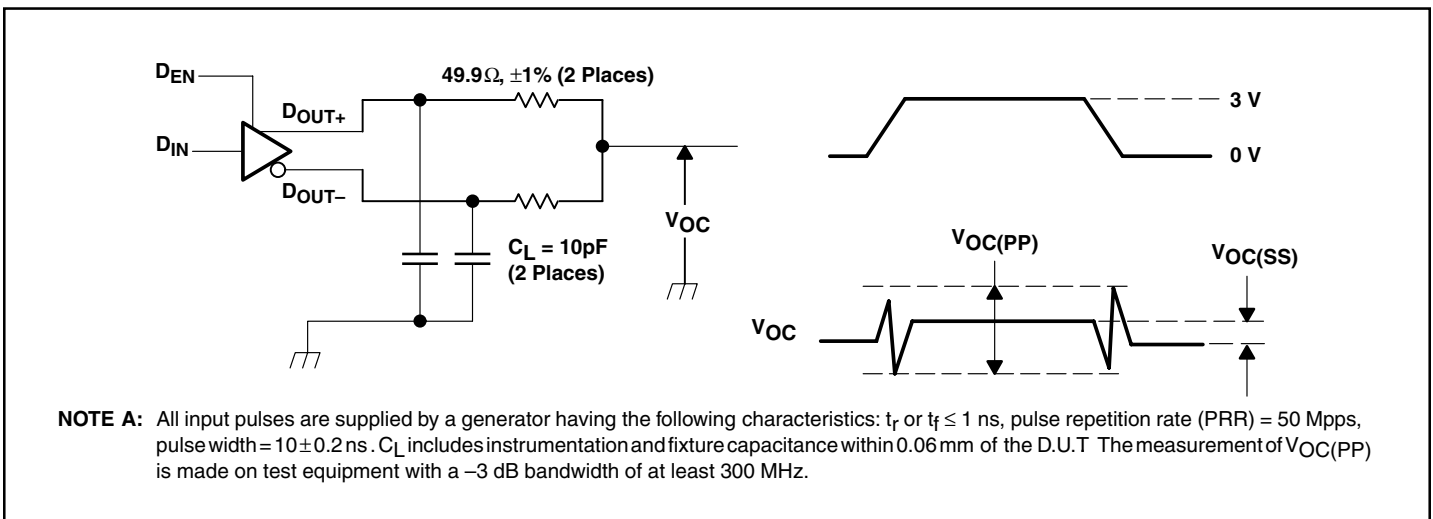 DEN
DIN
DOUT+
DOUT–
49.9Ω, ±1% (2 Places)
CL = 10pF
(2 Places)
VOC
3 V
0 V
VOC(PP)
VOC(SS)
VOC
NOTE A: All input pulses are supplied by a generator having the following characteristics: tr or tf ≤ 1 ns, pulse repetition rate (PRR) = 50 Mpps,
pulse width = 10 ± 0.2 ns . CL includes instrumentation and fixture capacitance within 0.06 mm of the D.U.T The measurement of VOC(PP)
is made on test equipment with a –3 dB bandwidth of at least 300 MHz.